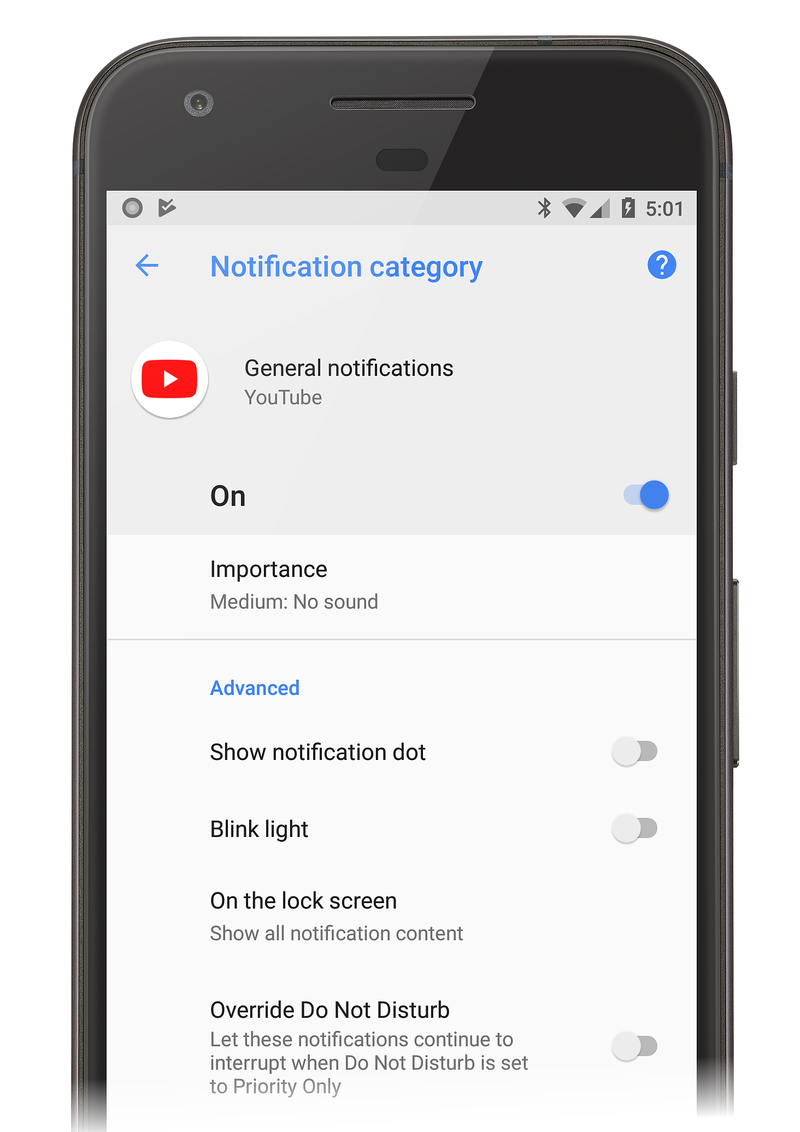 5:01
Notification category
?
General notifications
YouTube
On
Importance
Medium: No sound
Advanced
Show notification dot
Blink light
On the lock screen
Show all notification content
Override Do Not Disturb
Let these notifications continue to
interrupt when Do Not Disturb is set
to Priority Only